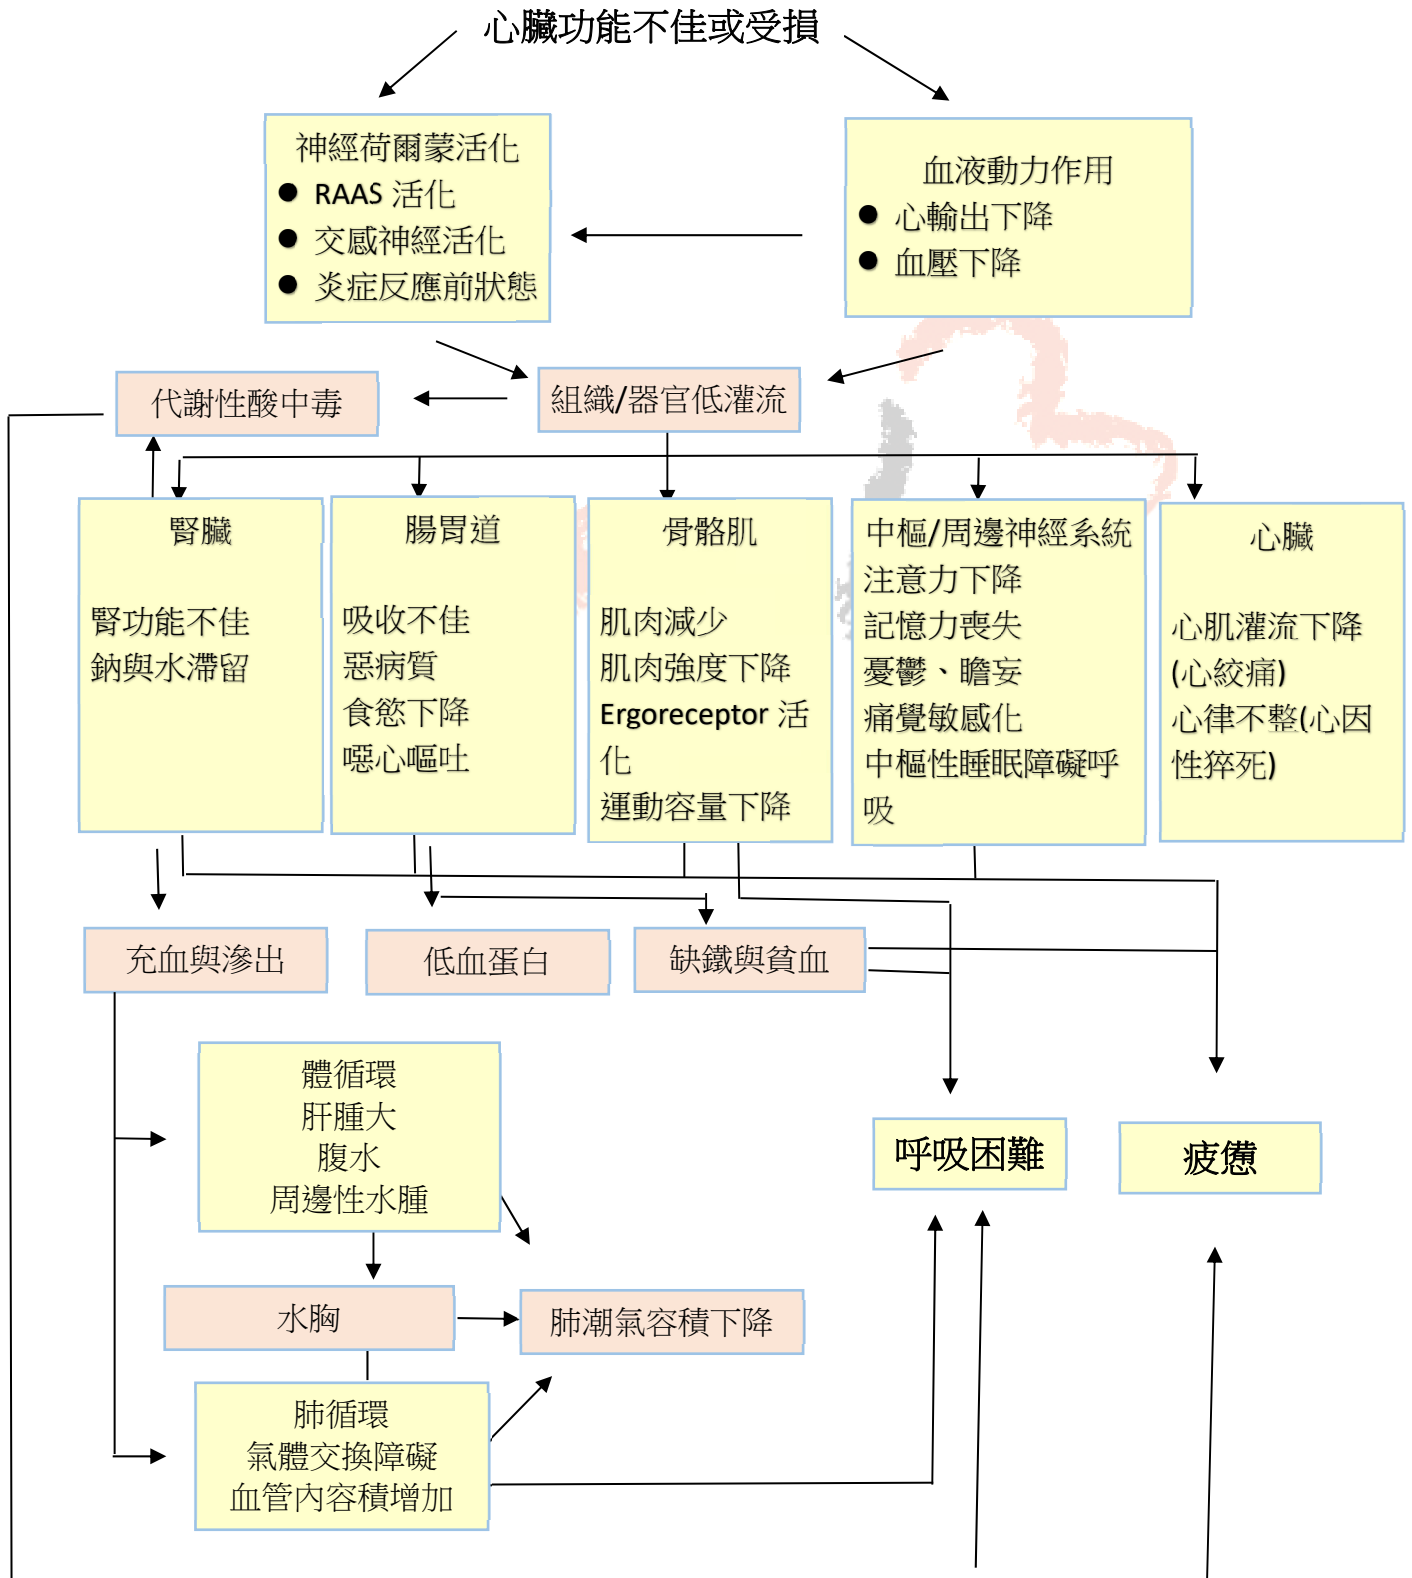 心臟功能不佳或受損
神經荷爾蒙活化
● RAAS 活化
● 交感神經活化
● 炎症反應前狀態
血液動力作用
● 心輸出下降
● 血壓下降
代謝性酸中毒
組織/器官低灌流
腎臟
腎功能不佳
鈉與水滯留
腸胃道
吸收不佳
惡病質
食慾下降
噁心嘔吐
骨骼肌
肌肉減少
肌肉強度下降
Ergoreceptor 活
化
運動容量下降
中樞/周邊神經系統
注意力下降
記憶力喪失
憂鬱、瞻妄
痛覺敏感化
中樞性睡眠障礙呼
吸
心臟
心肌灌流下降
(心絞痛)
心律不整(心因
性猝死)
充血與滲出
低血蛋白
缺鐵與貧血
體循環
肝腫大
腹水
周邊性水腫
呼吸困難
疲憊
水胸
肺潮氣容積下降
肺循環
氣體交換障礙
血管內容積增加